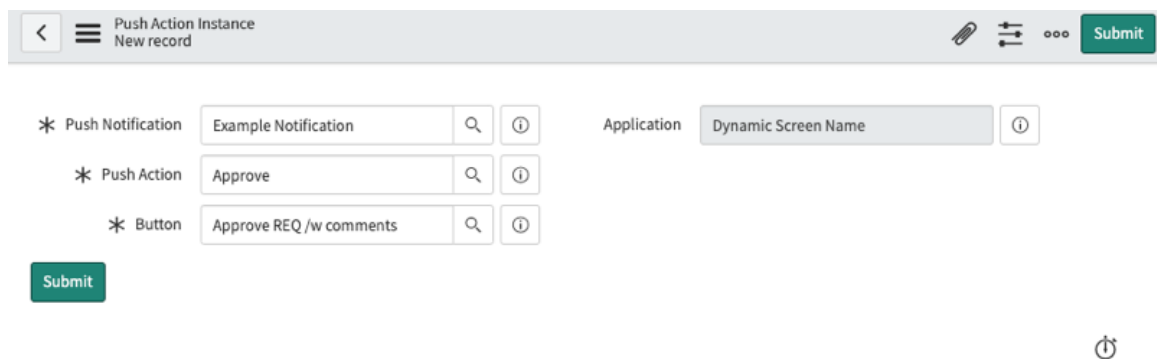 Push Action Instance
New record
Submit
Push Notification
Example Notification
Application
Dynamic Screen Name
Push Action
Approve
Button
Approve REQ /w comments
Submit